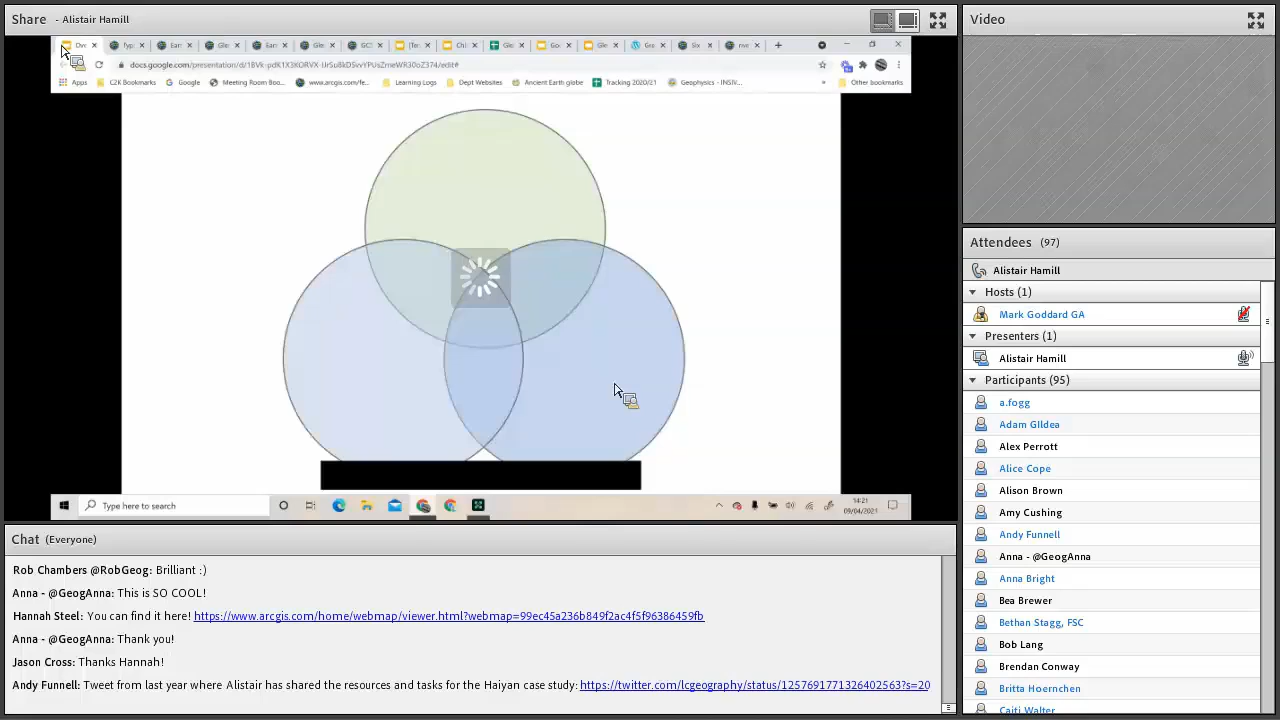 Share - Alistair Hamill
docs.google.com/presentation/d/
Apps C2K Bookmarks Google Meeting Room Boo... www.arcgis.com/fe... Learning Logs Dept Websites Ancient Earth globe Tracking 2020/21 Geophysics - INSIV... » Other bookmarks
Type here to search
14:21
09/04/2021
Video
Attendees (97)
Alistair Hamill
Hosts (1)
Mark Goddard GA
Presenters (1)
Alistair Hamill
Participants (95)
a.fogg
Adam GIldea
Alex Perrott
Alice Cope
Alison Brown
Amy Cushing
Andy Funnell
Anna - @GeogAnna
Anna Bright
Bea Brewer
Bethan Stagg, FSC
Bob Lang
Brendan Conway
Britta Hoernchen
Caiti Walter
Chat (Everyone)
Rob Chambers @RobGeog: Brilliant :)
Anna - @GeogAnna: This is SO COOL!
Hannah Steel: You can find it here! https://www.arcgis.com/home/webmap/viewer.html?webmap=99ec45a236b849f2ac4f5f96386459fb
Anna - @GeogAnna: Thank you!
Jason Cross: Thanks Hannah!
Andy Funnell: Tweet from last year where Alistair has shared the resources and tasks for the Haiyan case study: https://twitter.com/lcgeography/status/1257691771326402563?s=20